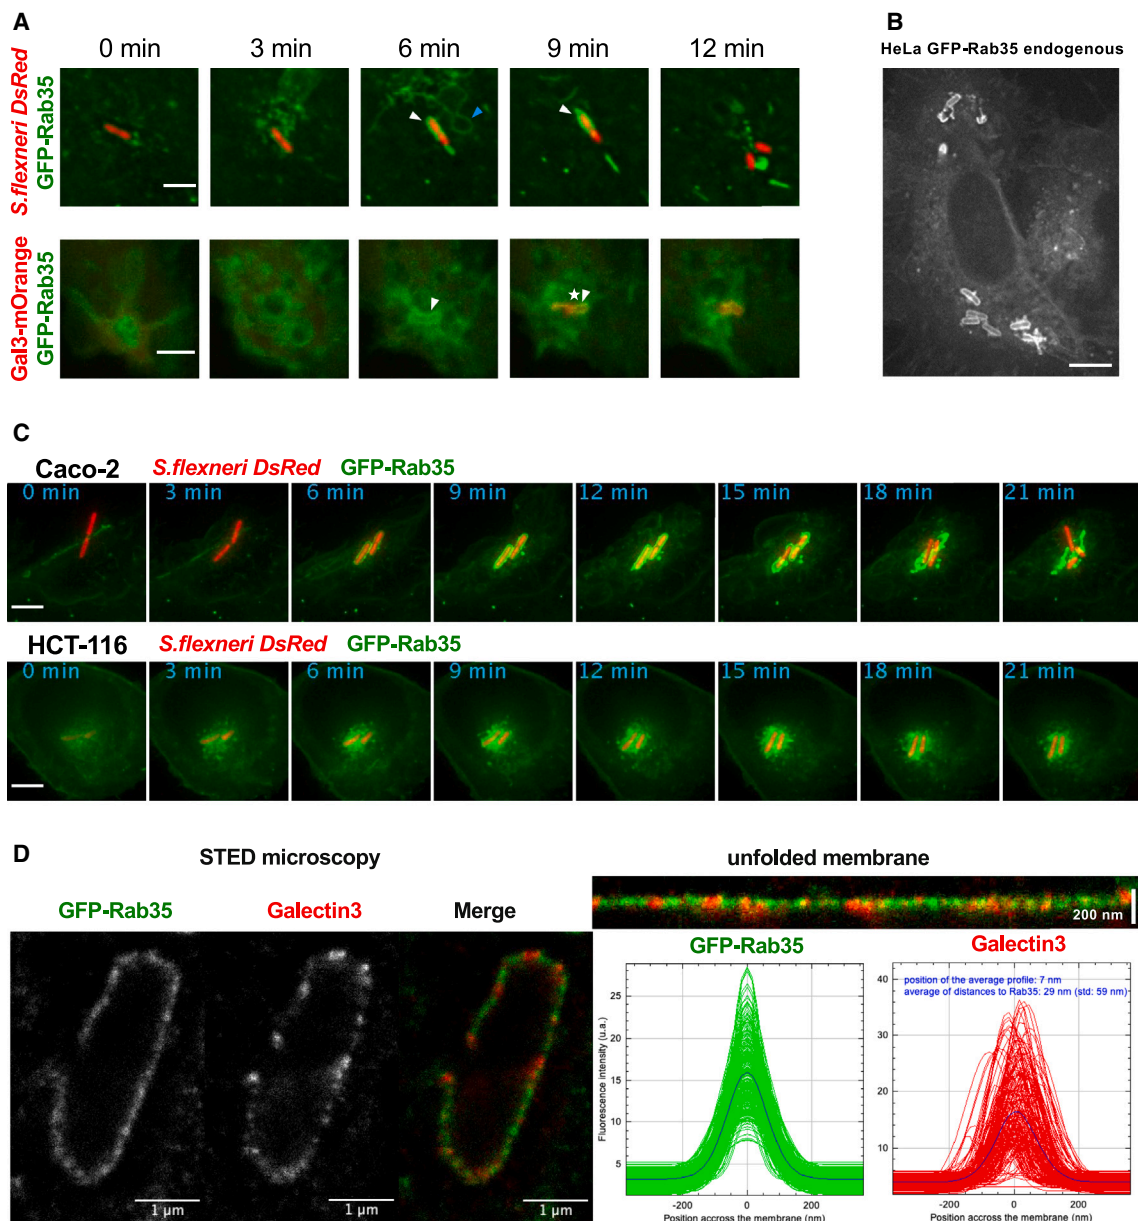 A
0 min 3 min 6 min 9 min 12 min
S.flexneri DsRed
GFP-Rab35
Gal3-mOrange
GFP-Rab35
B
HeLa GFP-Rab35 endogenous
C
Caco-2 S.flexneri DsRed GFP-Rab35
0 min 3 min 6 min 9 min 12 min 15 min 18 min 21 min
HCT-116 S.flexneri DsRed GFP-Rab35
0 min 3 min 6 min 9 min 12 min 15 min 18 min 21 min
D
STED microscopy
GFP-Rab35 Galectin3 Merge
1 µm 1 µm 1 µm
unfolded membrane
200 nm
GFP-Rab35
Fluorescence intensity (u.a.)
25
20
15
10
5
-200 0 200
Position accross the membrane (nm)
Galectin3
position of the average profile: 7 nm
average of distances to Rab35: 29 nm (std: 59 nm)
40
30
20
10
-200 0 200
Position accross the membrane (nm)